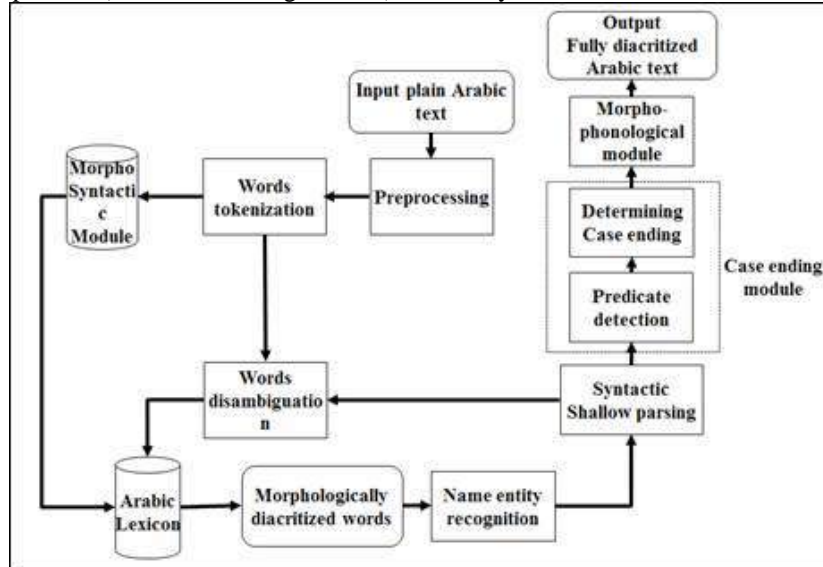 Output
Fully diacritized
Arabic text
Input plain Arabic
text
Morpho-
phonological
module
Morpho
Syntacti
c
Module
Words
tokenization
Preprocessing
Determining
Case ending
Case ending
module
Predicate
detection
Words
disambiguatio
n
Syntactic
Shallow parsing
Arabic
Lexicon
Morphologically
diacritized words
Name entity
recognition